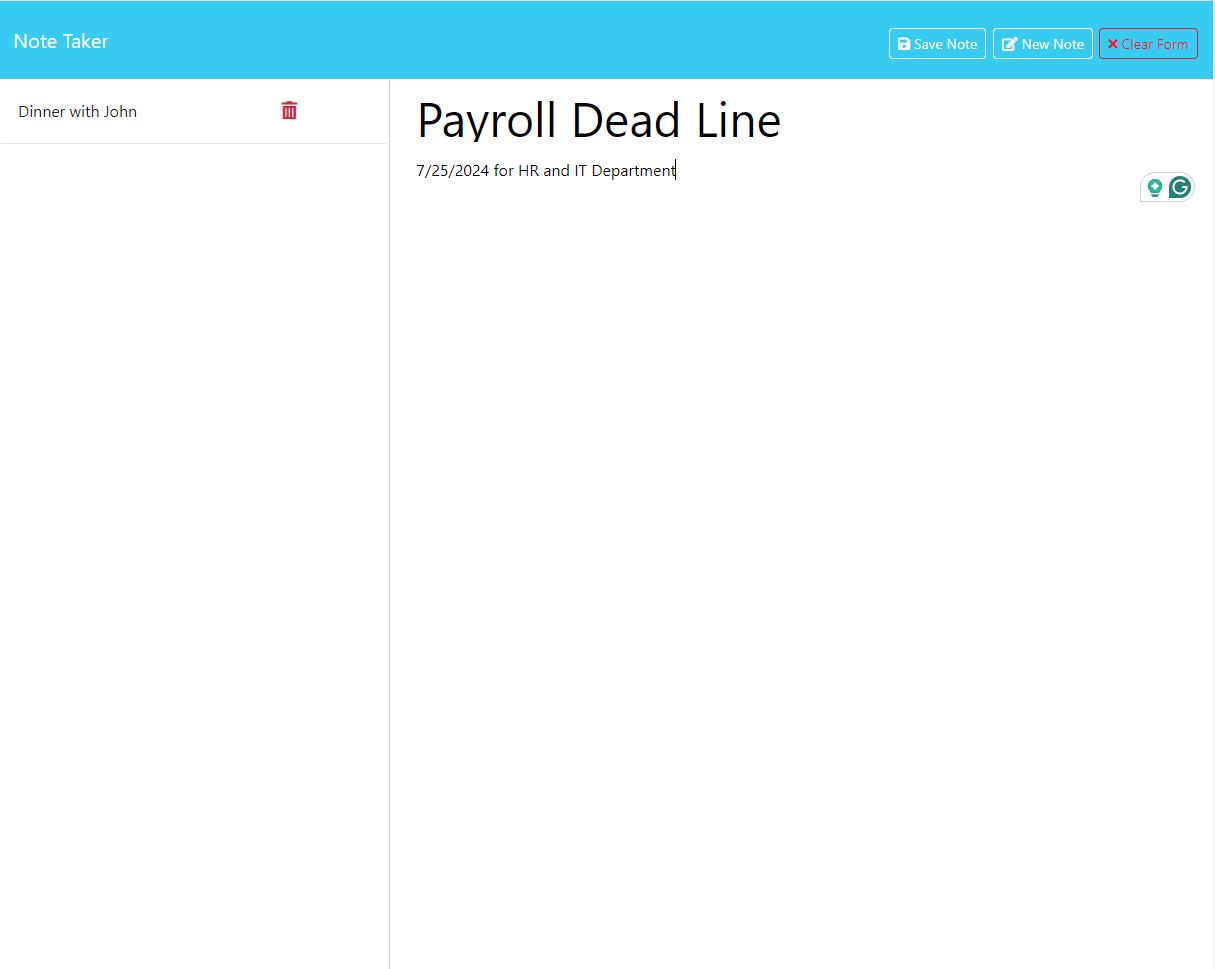 Note Taker
Save Note
New Note
Clear Form
Dinner with John
Payroll Dead Line
7/25/2024 for HR and IT Department